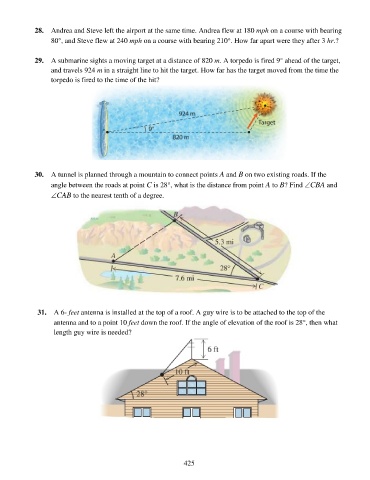 28. Andrea and Steve left the airport at the same time. Andrea flew at 180 mph on a course with bearing
80°, and Steve flew at 240 mph on a course with bearing 210°. How far apart were they after 3 hr.?
29. A submarine sights a moving target at a distance of 820 m. A torpedo is fired 9° ahead of the target,
and travels 924 m in a straight line to hit the target. How far has the target moved from the time the
torpedo is fired to the time of the hit?
924 m
Target
9°
820 m
30. A tunnel is planned through a mountain to connect points A and B on two existing roads. If the
angle between the roads at point C is 28°, what is the distance from point A to B? Find ∠CBA and
∠CAB to the nearest tenth of a degree.
B
5.3 mi
A
28°
7.6 mi
C
31. A 6- feet antenna is installed at the top of a roof. A guy wire is to be attached to the top of the
antenna and to a point 10 feet down the roof. If the angle of elevation of the roof is 28°, then what
length guy wire is needed?
6 ft
10 ft
28°
425